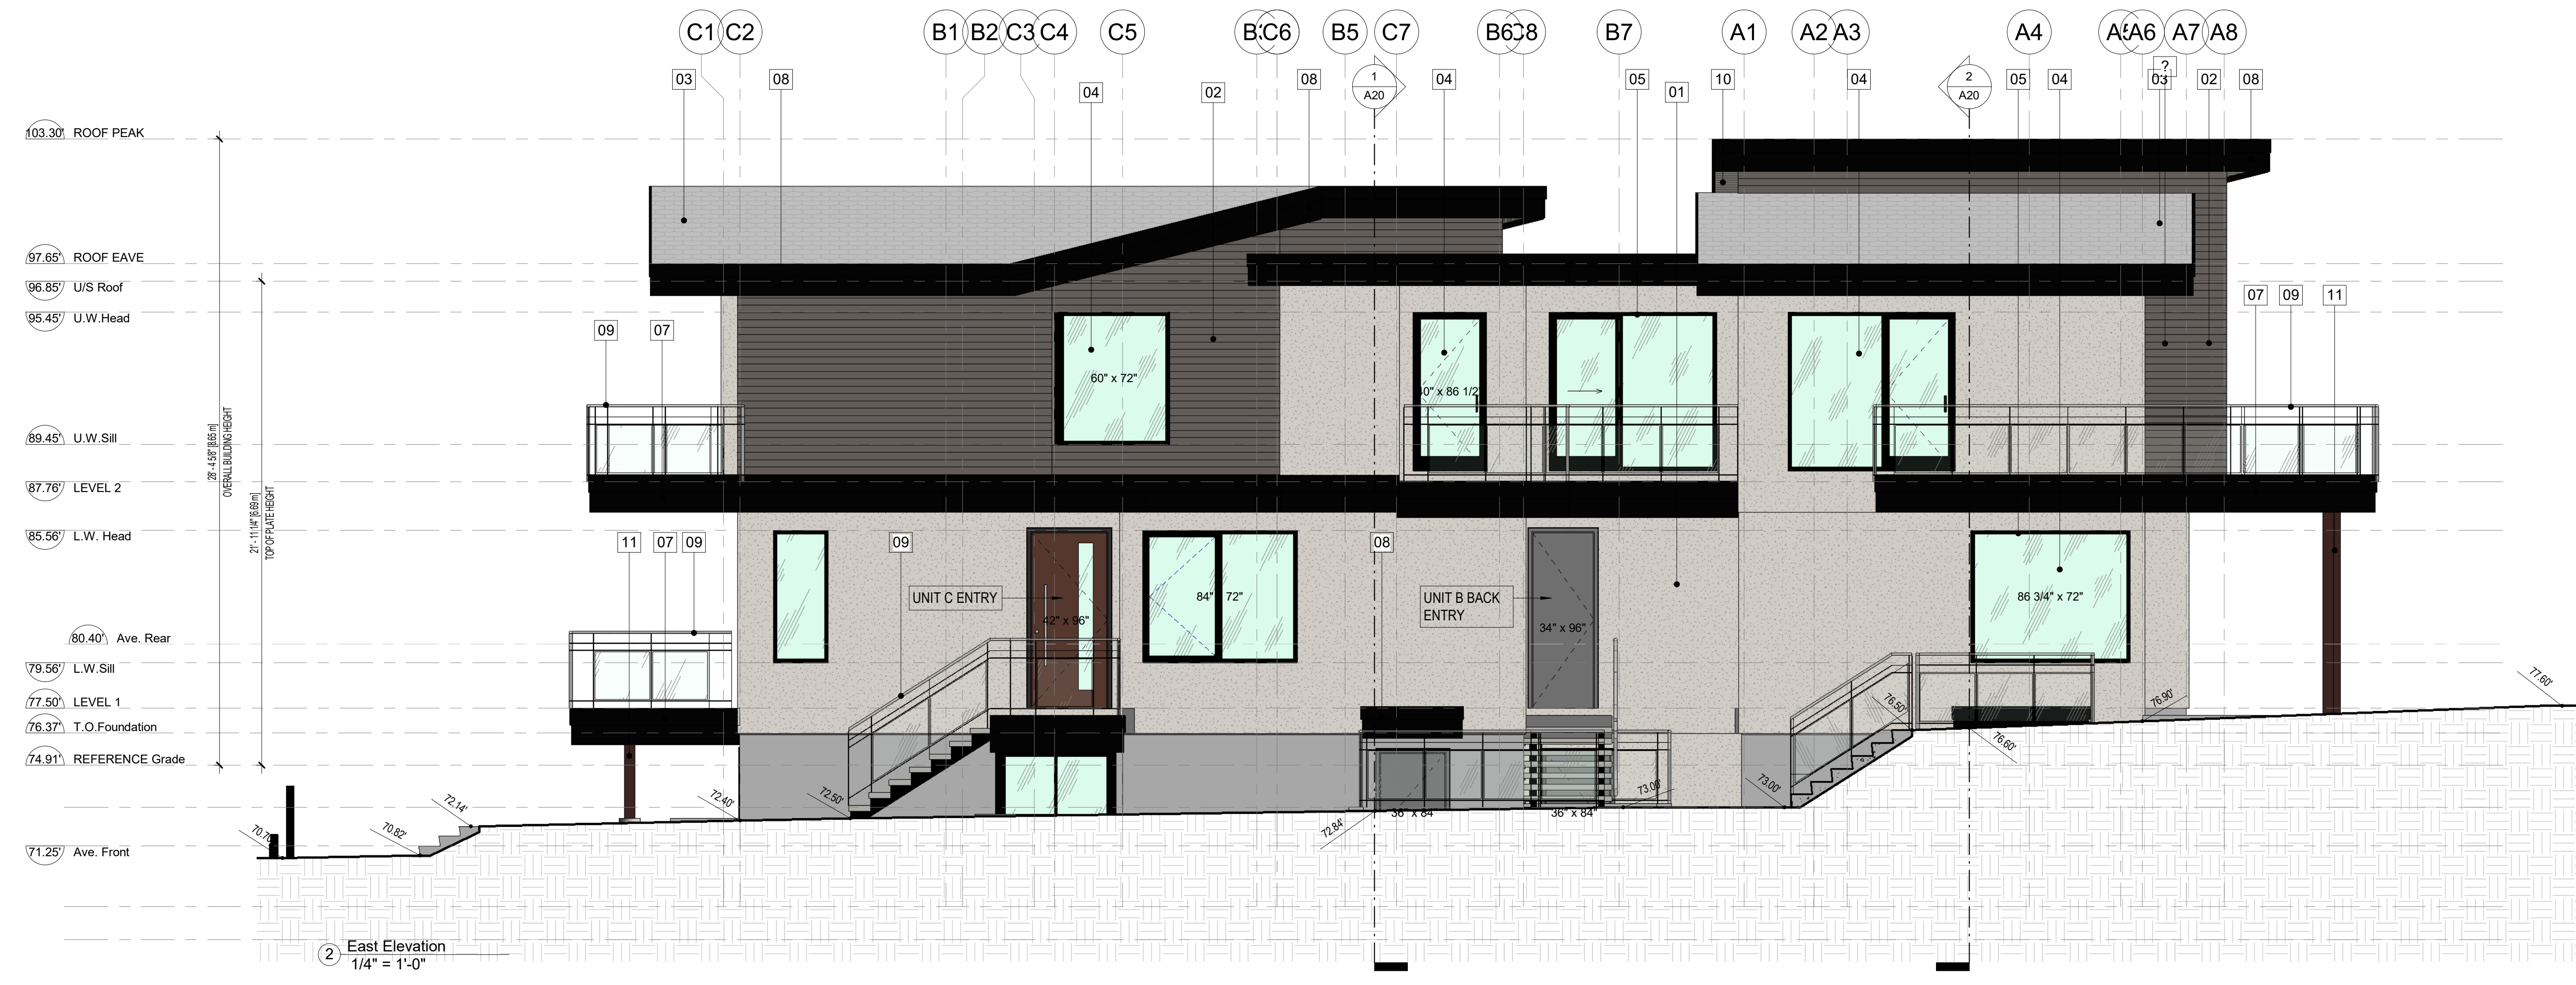 C1 C2 B1 B2 C3 C4 C5 C6 B5 C7 B6 C8 B7 A1 A2 A3 A4 A5 A6 A7 A8
03 08 04 02 08 1 A20 04 05 01 10 04 2 A20 05 04 03 ? 02 08
103.30' ROOF PEAK
97.65' ROOF EAVE
96.85' U/S Roof
95.45' U.W.Head
09 07
07 09 11
60" x 72"
86 1/2"
89.45' U.W.Sill
87.76' LEVEL 2
28' - 4 5/8" [8.65 m]
OVERALL BUILDING HEIGHT
21' - 11 1/4" [6.69 m]
TOP OF PLATE HEIGHT
85.56' L.W. Head
11 07 09
09
08
UNIT C ENTRY
42" x 96"
84" 72"
UNIT B BACK
ENTRY
34" x 96"
86 3/4" x 72"
80.40' Ave. Rear
79.56' L.W.Sill
77.50' LEVEL 1
76.37' T.O.Foundation
74.91' REFERENCE Grade
71.25' Ave. Front
70.82'
72.14'
72.40'
72.50'
72.84'
36" x 84"
36" x 84"
73.00'
73.00'
76.50'
76.60'
76.90'
77.60'
2 East Elevation
1/4" = 1'-0"